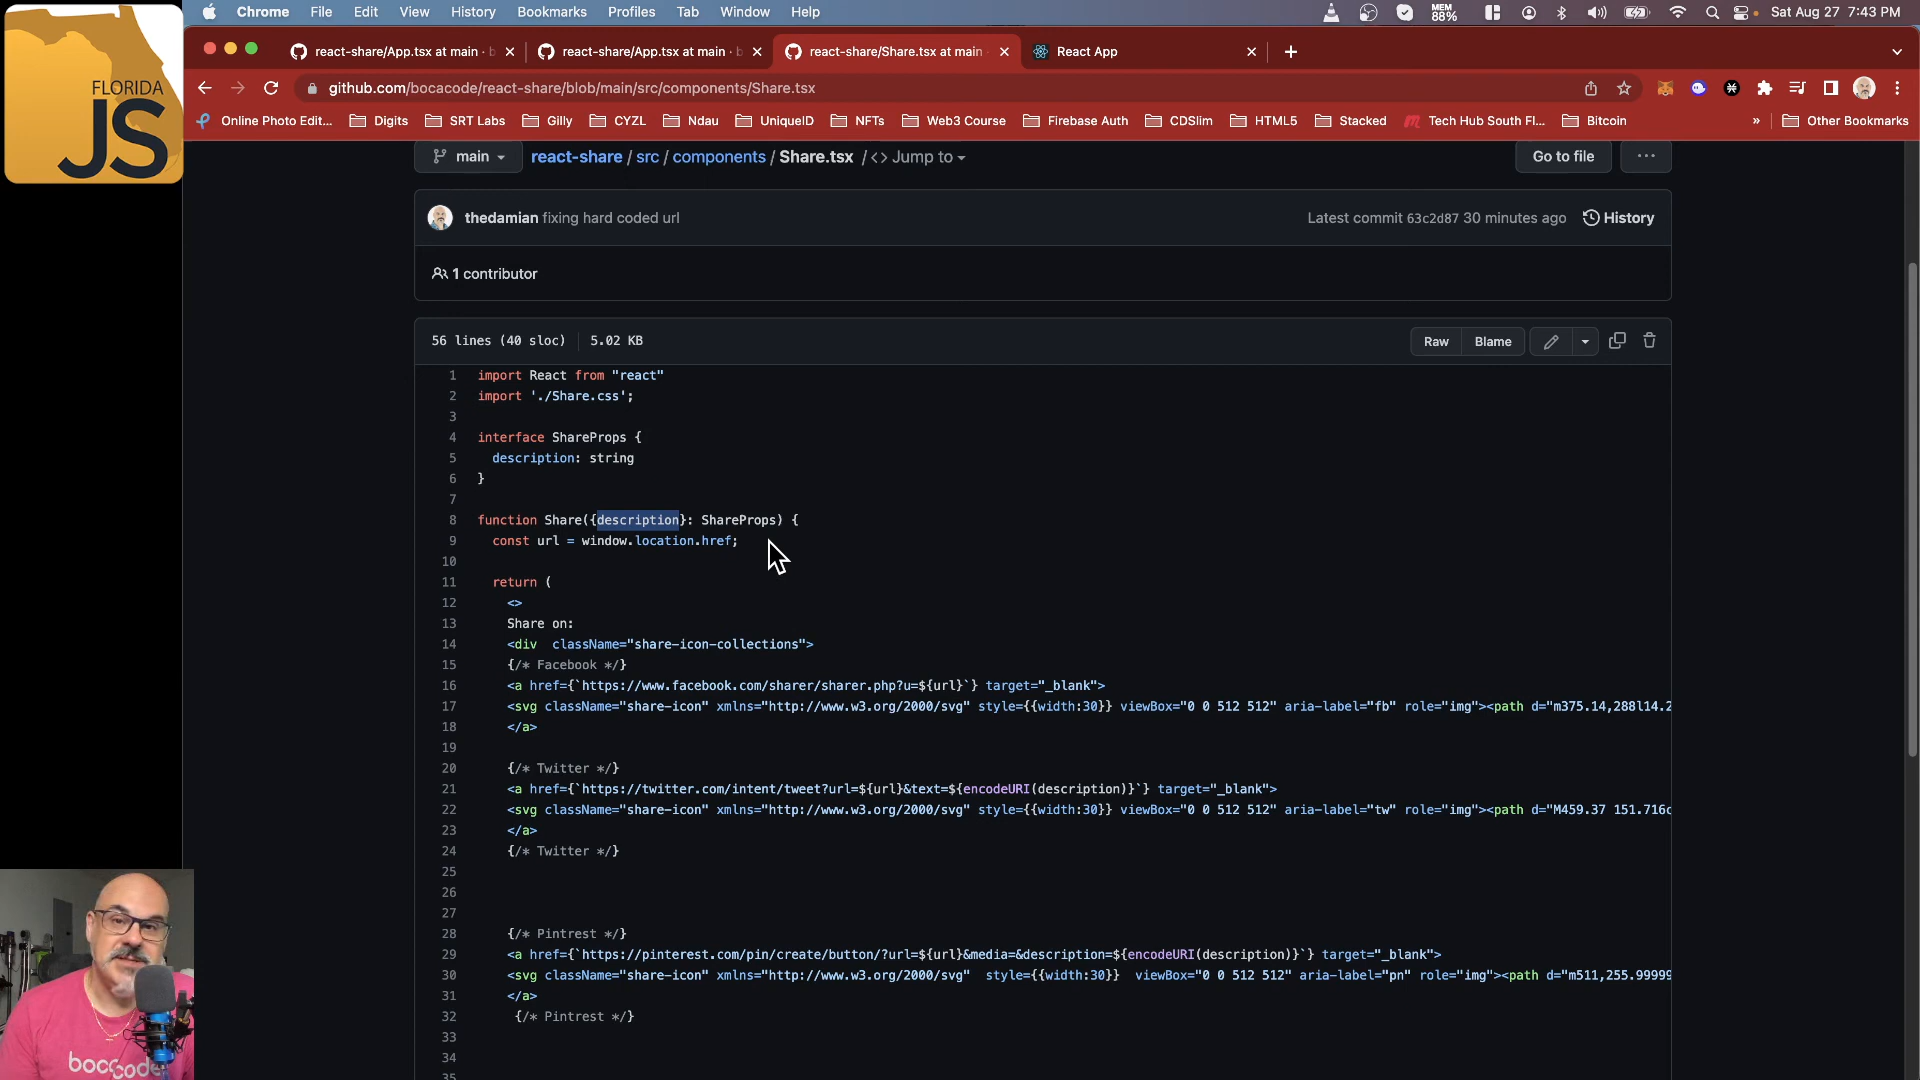 Chrome File Edit View History Bookmarks Profiles Tab Window Help
MEM
88%
Sat Aug 27 7:43 PM
FLORIDA
JS
react-share/App.tsx at main · b
react-share/App.tsx at main · b
react-share/Share.tsx at main
React App
github.com/bocacode/react-share/blob/main/src/components/Share.tsx
Online Photo Edit... Digits SRT Labs Gilly CYZL Ndau UniqueID NFTs Web3 Course Firebase Auth CDSlim HTML5 Stacked Tech Hub South Fl... Bitcoin » Other Bookmarks
main react-share / src / components / Share.tsx / <> Jump to Go to file ...
thedamian fixing hard coded url Latest commit 63c2d87 30 minutes ago History
1 contributor
56 lines (40 sloc) 5.02 KB Raw Blame
1 import React from "react"
2 import './Share.css';
3
4 interface ShareProps {
5 description: string
6 }
7
8 function Share({description}: ShareProps) {
9 const url = window.location.href;
10
11 return (
12 <>
13 Share on:
14 <div  className="share-icon-collections">
15 {/* Facebook */}
16 <a href={`https://www.facebook.com/sharer/sharer.php?u=${url}`} target="_blank">
17 <svg className="share-icon" xmlns="http://www.w3.org/2000/svg" style={{width:30}} viewBox="0 0 512 512" aria-label="fb" role="img"><path d="m375.14,288l14.2
18 </a>
19
20 {/* Twitter */}
21 <a href={`https://twitter.com/intent/tweet?url=${url}&text=${encodeURI(description)}`} target="_blank">
22 <svg className="share-icon" xmlns="http://www.w3.org/2000/svg" style={{width:30}} viewBox="0 0 512 512" aria-label="tw" role="img"><path d="M459.37 151.716c
23 </a>
24 {/* Twitter */}
25
26
27
28 {/* Pintrest */}
29 <a href={`https://pinterest.com/pin/create/button/?url=${url}&media=&description=${encodeURI(description)}`} target="_blank">
30 <svg className="share-icon" xmlns="http://www.w3.org/2000/svg"  style={{width:30}}  viewBox="0 0 512 512" aria-label="pn" role="img"><path d="m511,255.99999
31 </a>
32 {/* Pintrest */}
33
34
35
bocacode